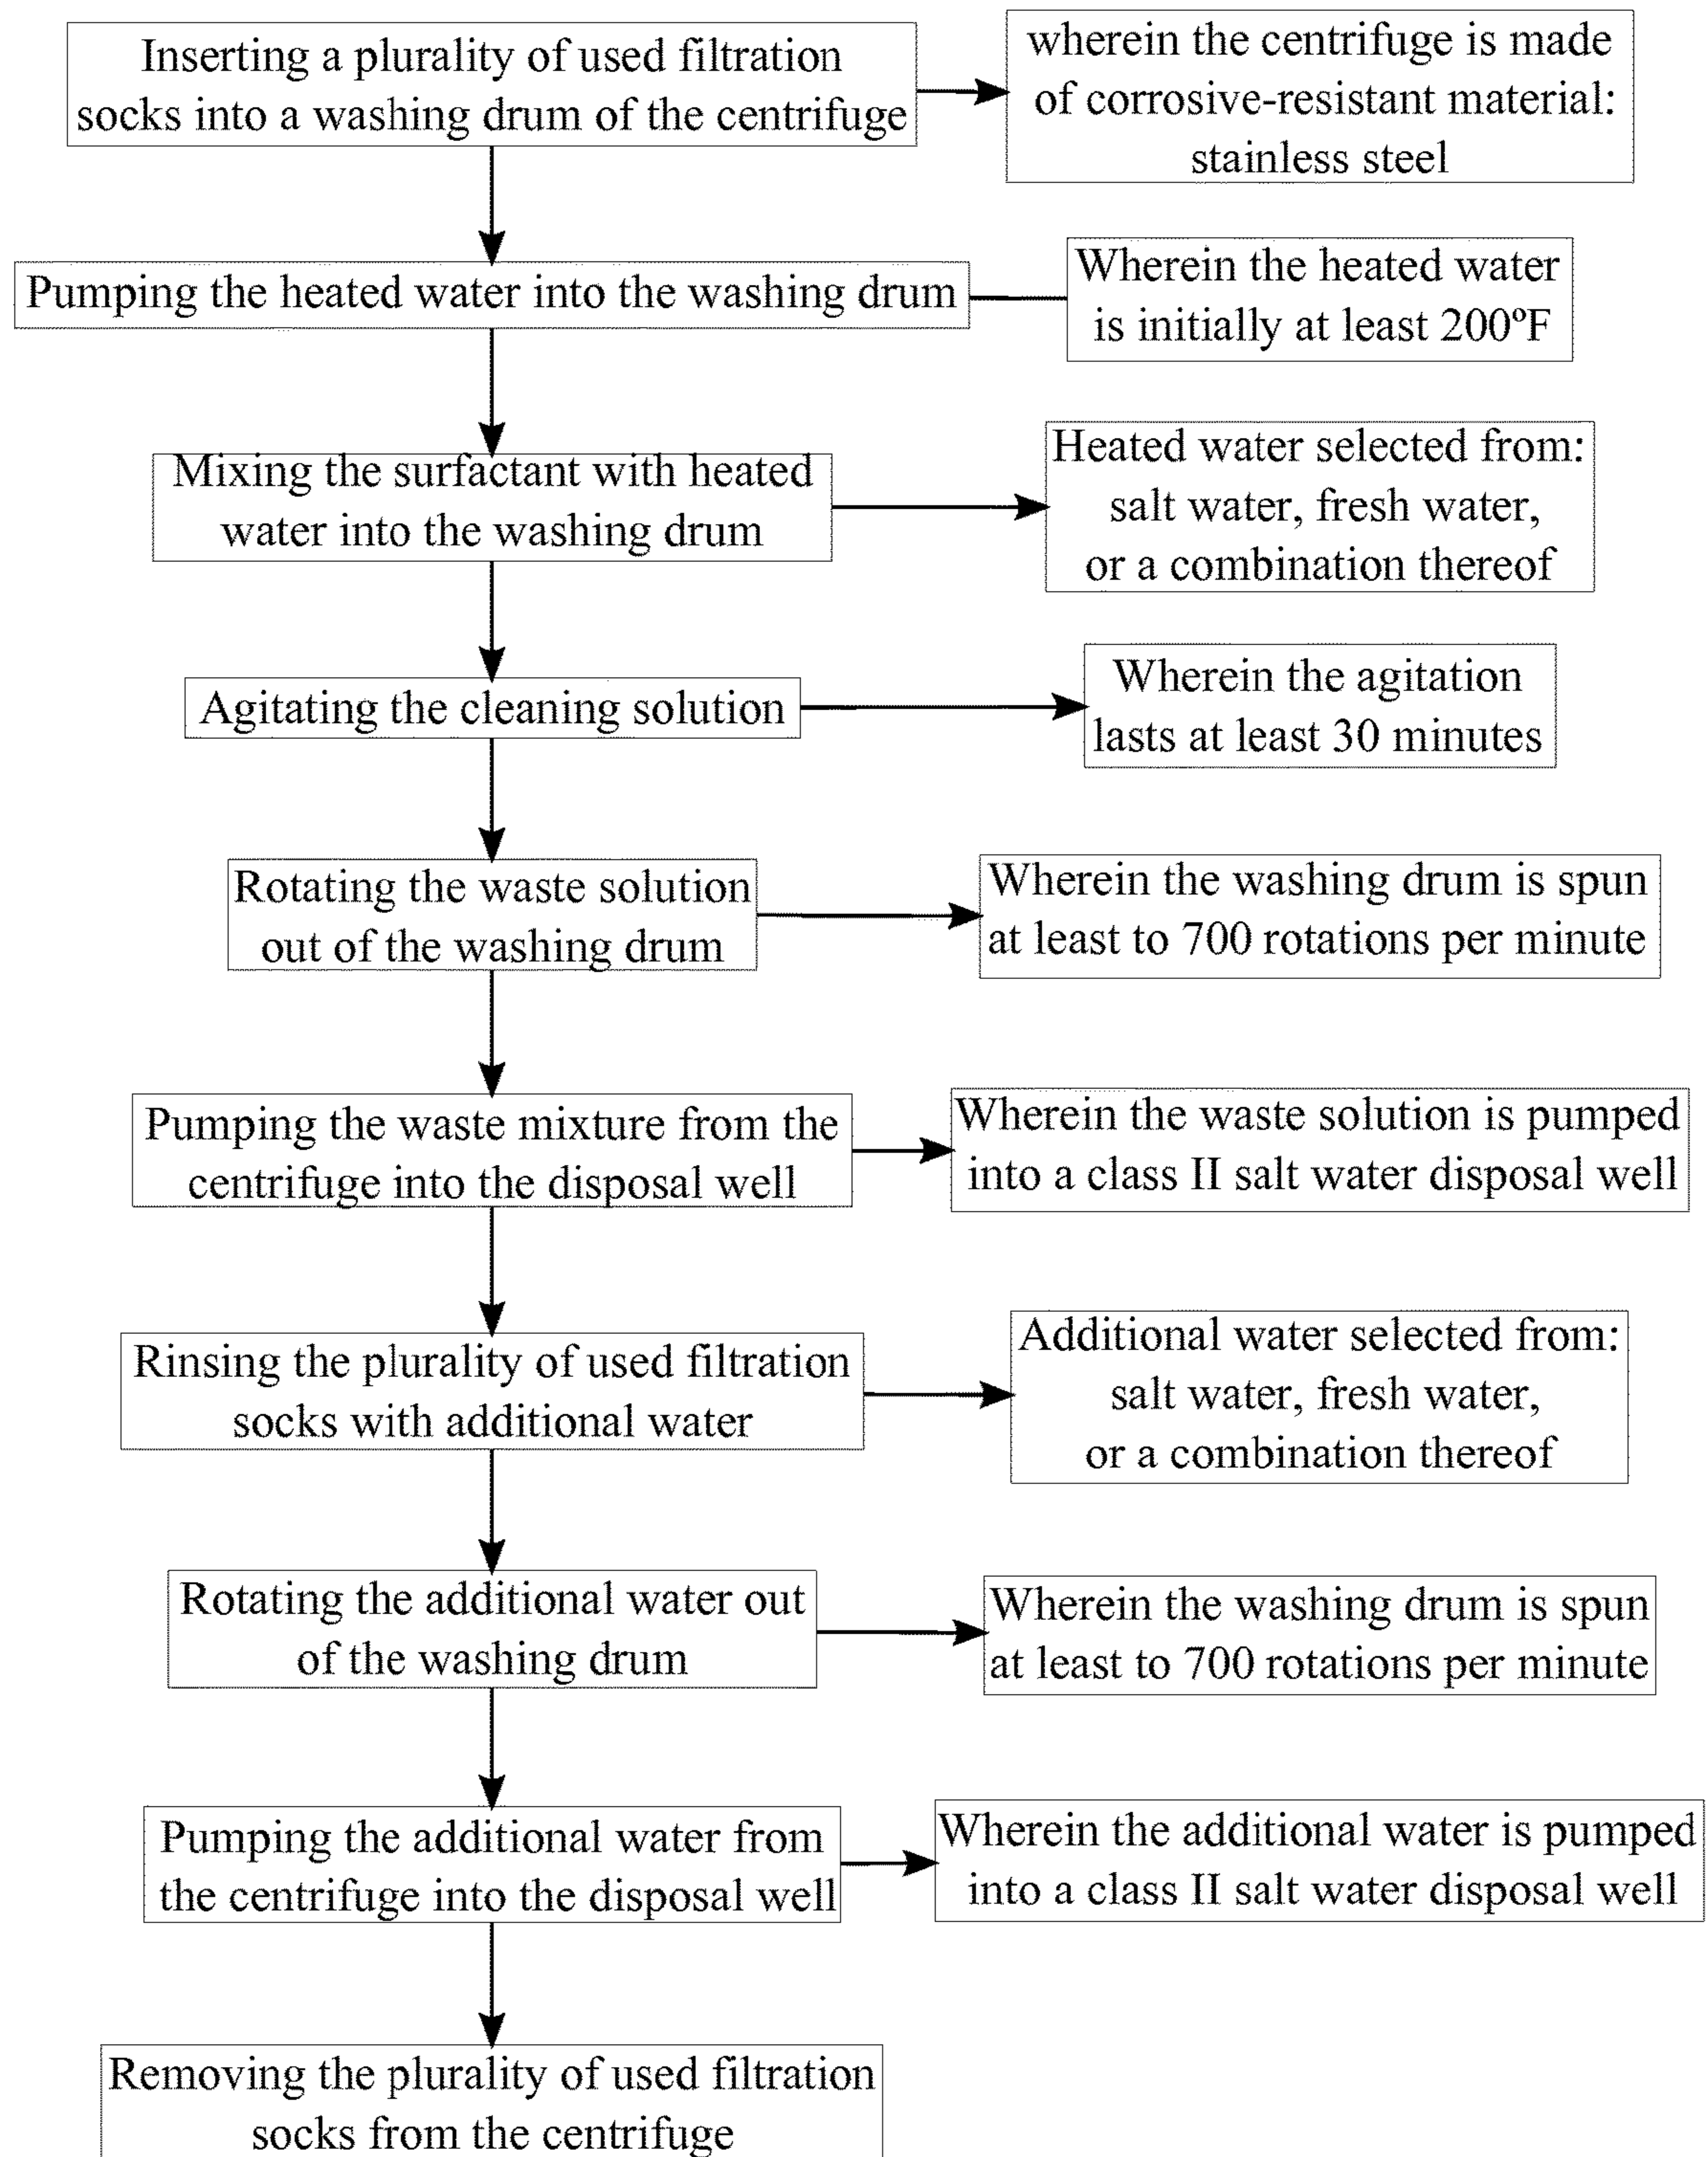 Inserting a plurality of used filtration
socks into a washing drum of the centrifuge
wherein the centrifuge is made
of corrosive-resistant material:
stainless steel
Pumping the heated water into the washing drum
Wherein the heated water
is initially at least 200ºF
Mixing the surfactant with heated
water into the washing drum
Heated water selected from:
salt water, fresh water,
or a combination thereof
Agitating the cleaning solution
Wherein the agitation
lasts at least 30 minutes
Rotating the waste solution
out of the washing drum
Wherein the washing drum is spun
at least to 700 rotations per minute
Pumping the waste mixture from the
centrifuge into the disposal well
Wherein the waste solution is pumped
into a class II salt water disposal well
Rinsing the plurality of used filtration
socks with additional water
Additional water selected from:
salt water, fresh water,
or a combination thereof
Rotating the additional water out
of the washing drum
Wherein the washing drum is spun
at least to 700 rotations per minute
Pumping the additional water from
the centrifuge into the disposal well
Wherein the additional water is pumped
into a class II salt water disposal well
Removing the plurality of used filtration
socks from the centrifuge